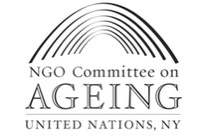 NGO Committee on
AGEING
UNITED NATIONS, NY